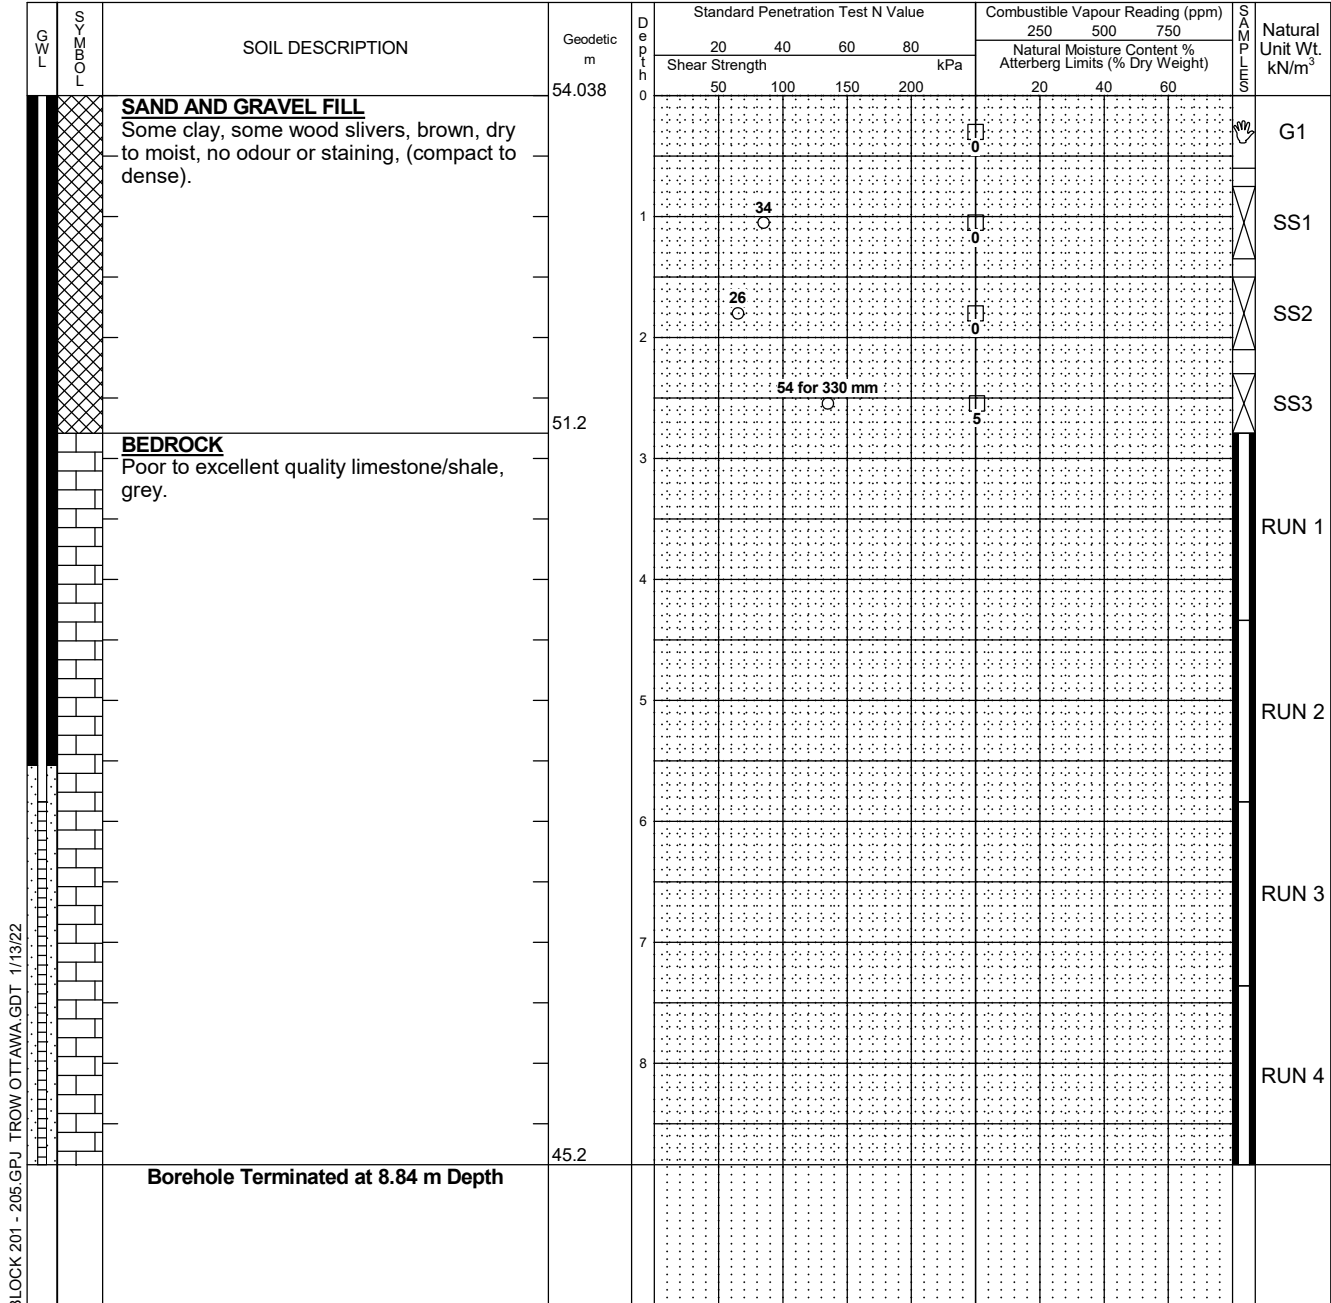 GWL
SYMBOL
SOIL DESCRIPTION
Geodetic
m
Depth
Standard Penetration Test N Value
20 40 60 80
Shear Strength kPa
50 100 150 200
Combustible Vapour Reading (ppm)
250 500 750
Natural Moisture Content %
Atterberg Limits (% Dry Weight)
20 40 60
SAMPLES
Natural
Unit Wt.
kN/m³
54.038
0
SAND AND GRAVEL FILL
Some clay, some wood slivers, brown, dry
to moist, no odour or staining, (compact to
dense).
0
G1
1
34
0
SS1
26
0
SS2
2
54 for 330 mm
5
SS3
51.2
BEDROCK
Poor to excellent quality limestone/shale,
grey.
3
RUN 1
4
5
RUN 2
6
RUN 3
7
8
RUN 4
45.2
Borehole Terminated at 8.84 m Depth
BLOCK 201 - 205.GPJ TROW OTTAWA.GDT 1/13/22